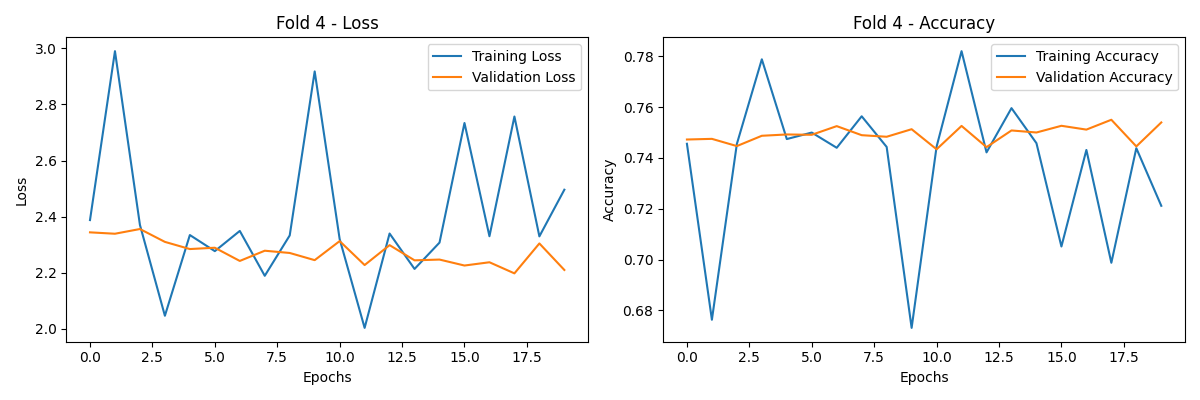 Fold 4 - Loss
3.0
2.8
2.6
2.4
2.2
2.0
Loss
Training Loss
Validation Loss
0.0 2.5 5.0 7.5 10.0 12.5 15.0 17.5
Epochs
Fold 4 - Accuracy
0.78
0.76
0.74
0.72
0.70
0.68
Accuracy
Training Accuracy
Validation Accuracy
0.0 2.5 5.0 7.5 10.0 12.5 15.0 17.5
Epochs